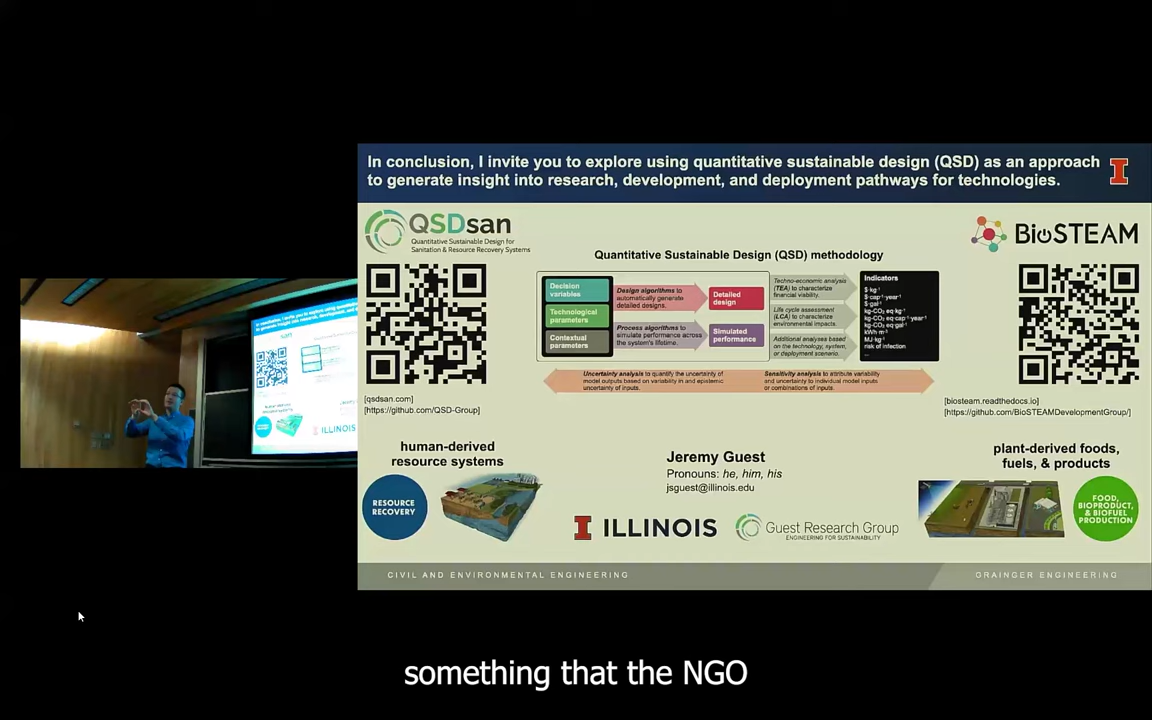 In conclusion, I invite you to explore using quantitative sustainable design (QSD) as an approach
to generate insight into research, development, and deployment pathways for technologies.
QSDsan
Quantitative Sustainable Design for
Sanitation & Resource Recovery Systems
BioSTEAM
Quantitative Sustainable Design (QSD) methodology
Decision
variables
Technological
parameters
Contextual
parameters
Design algorithms to
automatically generate
detailed designs.
Process algorithms to
simulate performance across
the system's lifetime.
Detailed
design
Simulated
performance
Techno-economic analysis
(TEA) to characterize
financial viability.
Life cycle assessment
(LCA) to characterize
environmental impacts.
Additional analyses based
on the technology, system,
or deployment scenario.
Indicators
$·kg-1
$·cap-1·year-1
$·gal-1
kg-CO2 eq·kg-1
kg-CO2 eq·cap-1·year-1
kg-CO2 eq·gal-1
kWh·m-3
MJ·kg-1
risk of infection
...
Uncertainty analysis to quantify the uncertainty of
model outputs based on variability in and epistemic
uncertainty of inputs.
Sensitivity analysis to attribute variability
and uncertainty to individual model inputs
or combinations of inputs.
[qsdsan.com]
[https://github.com/QSD-Group]
[biosteam.readthedocs.io]
[https://github.com/BioSTEAMDevelopmentGroup/]
human-derived
resource systems
RESOURCE
RECOVERY
Jeremy Guest
Pronouns: he, him, his
jsguest@illinois.edu
plant-derived foods,
fuels, & products
FOOD,
BIOPRODUCT,
& BIOFUEL
PRODUCTION
ILLINOIS
Guest Research Group
ENGINEERING FOR SUSTAINABILITY
CIVIL AND ENVIRONMENTAL ENGINEERING
GRAINGER ENGINEERING
ILLINOIS
something that the NGO